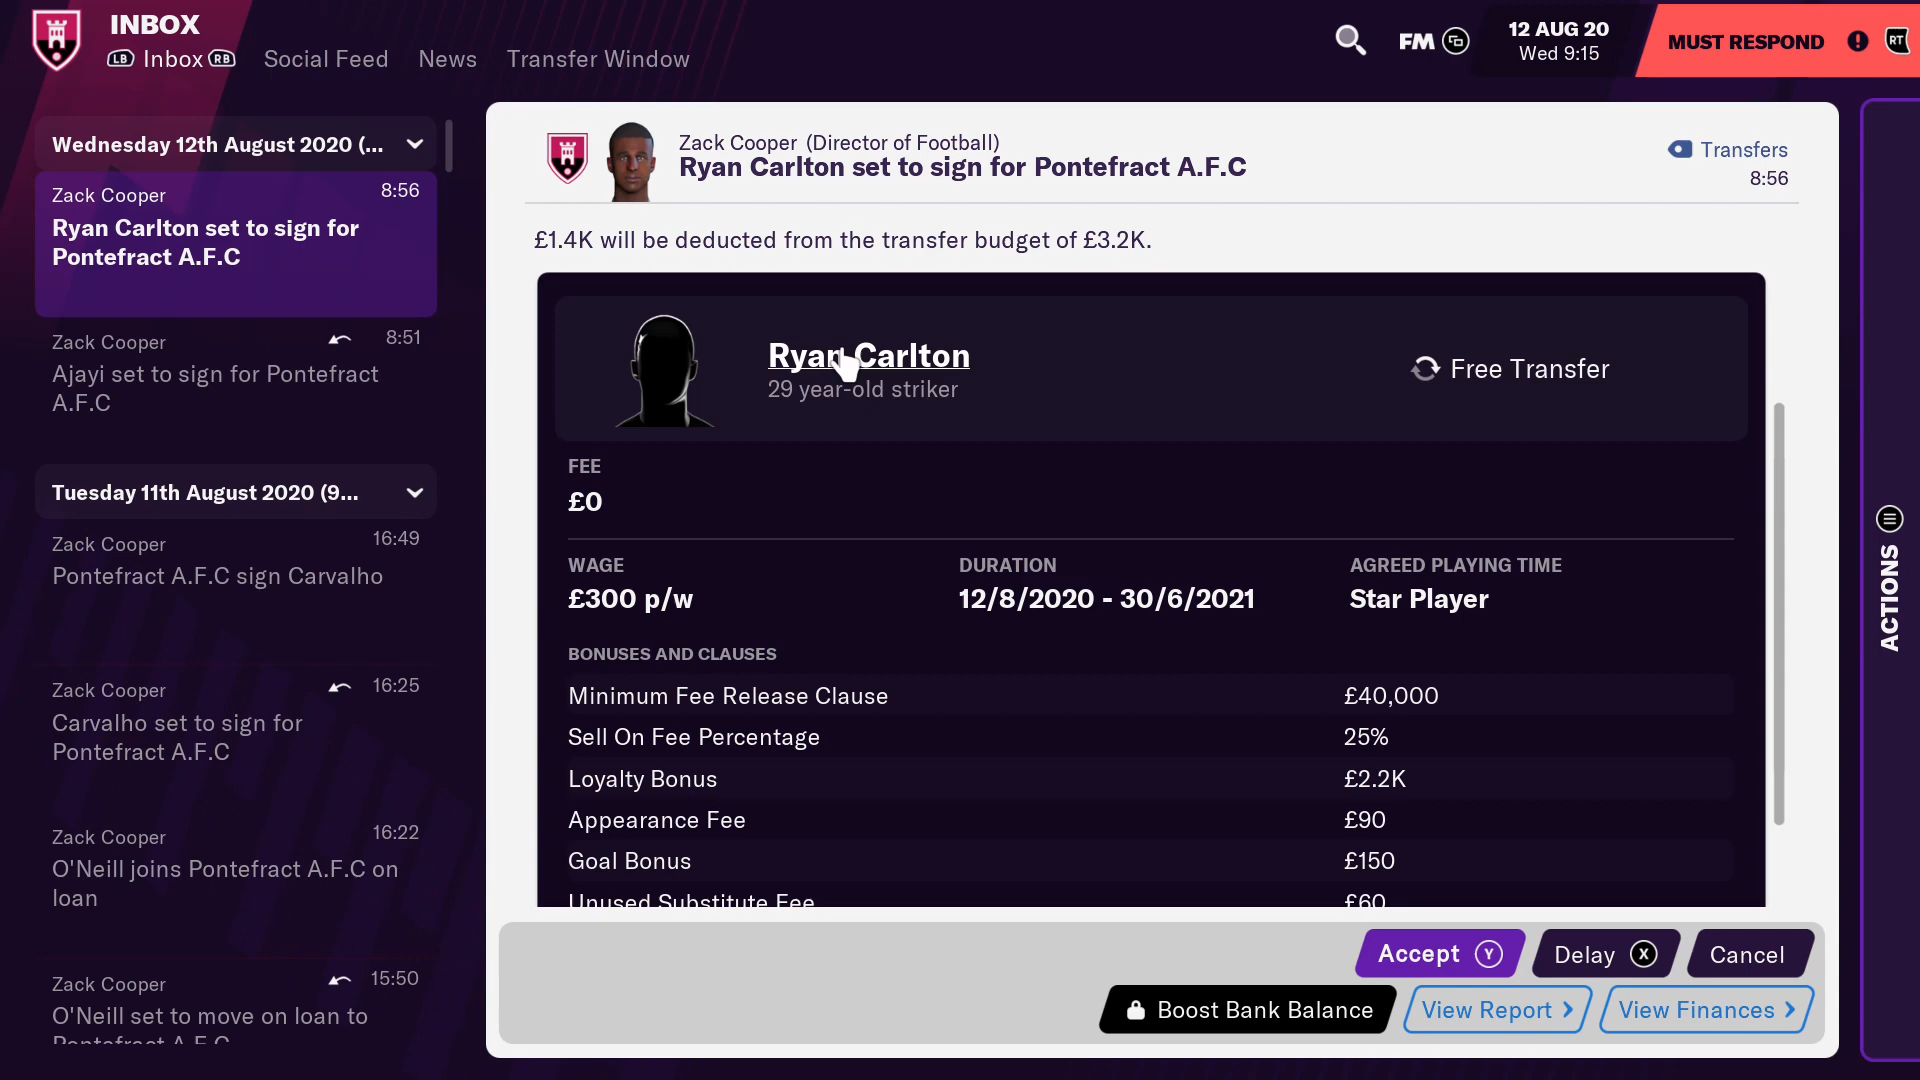 INBOX
LB Inbox RB
Social Feed
News
Transfer Window
FM
12 AUG 20
Wed 9:15
MUST RESPOND
RT
Wednesday 12th August 2020 (...
Zack Cooper
8:56
Ryan Carlton set to sign for
Pontefract A.F.C
Zack Cooper
8:51
Ajayi set to sign for Pontefract
A.F.C
Tuesday 11th August 2020 (9...
Zack Cooper
16:49
Pontefract A.F.C sign Carvalho
Zack Cooper
16:25
Carvalho set to sign for
Pontefract A.F.C
Zack Cooper
16:22
O'Neill joins Pontefract A.F.C on
loan
Zack Cooper
15:50
O'Neill set to move on loan to
Pontefract A.F.C
Zack Cooper (Director of Football)
Ryan Carlton set to sign for Pontefract A.F.C
Transfers
8:56
£1.4K will be deducted from the transfer budget of £3.2K.
Ryan Carlton
29 year-old striker
Free Transfer
FEE
£0
WAGE
£300 p/w
DURATION
12/8/2020 - 30/6/2021
AGREED PLAYING TIME
Star Player
BONUSES AND CLAUSES
Minimum Fee Release Clause £40,000
Sell On Fee Percentage 25%
Loyalty Bonus £2.2K
Appearance Fee £90
Goal Bonus £150
Unused Substitute Fee £60
Accept Y
Delay X
Cancel
Boost Bank Balance
View Report
View Finances
ACTIONS